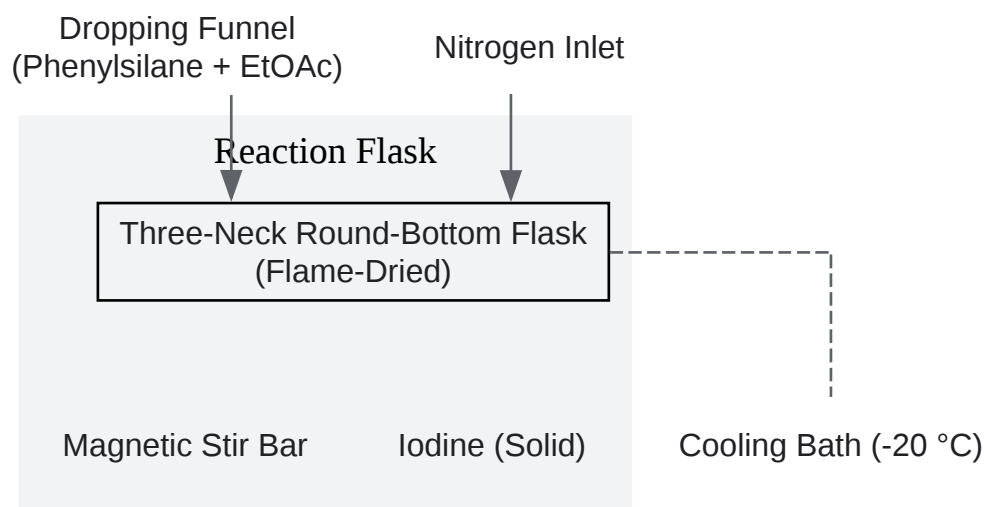 Dropping Funnel
(Phenylsilane + EtOAc)
Nitrogen Inlet
Reaction Flask
Three-Neck Round-Bottom Flask
(Flame-Dried)
Magnetic Stir Bar
Iodine (Solid)
Cooling Bath (-20 °C)